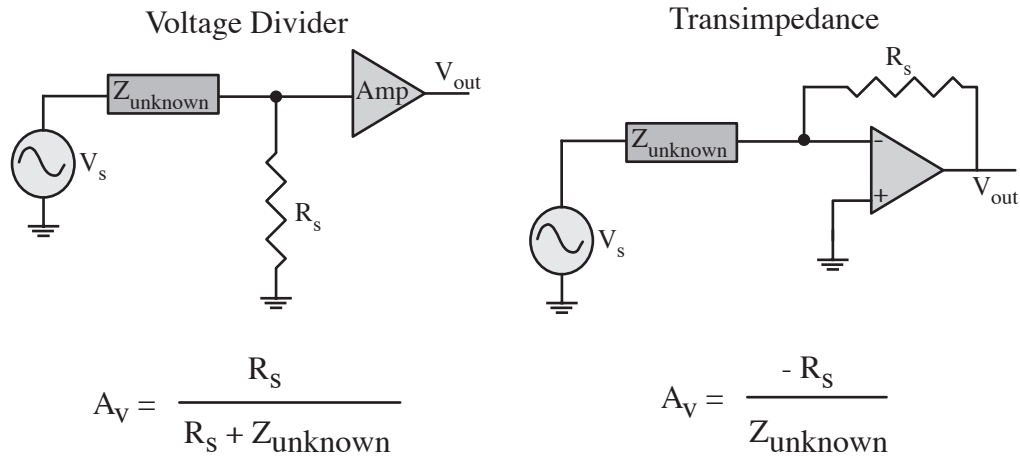 Voltage Divider
Z_unknown
Amp
V_out
V_s
R_s
A_v = R_s / (R_s + Z_unknown)
Transimpedance
R_s
Z_unknown
-
+
V_out
V_s
A_v = - R_s / Z_unknown